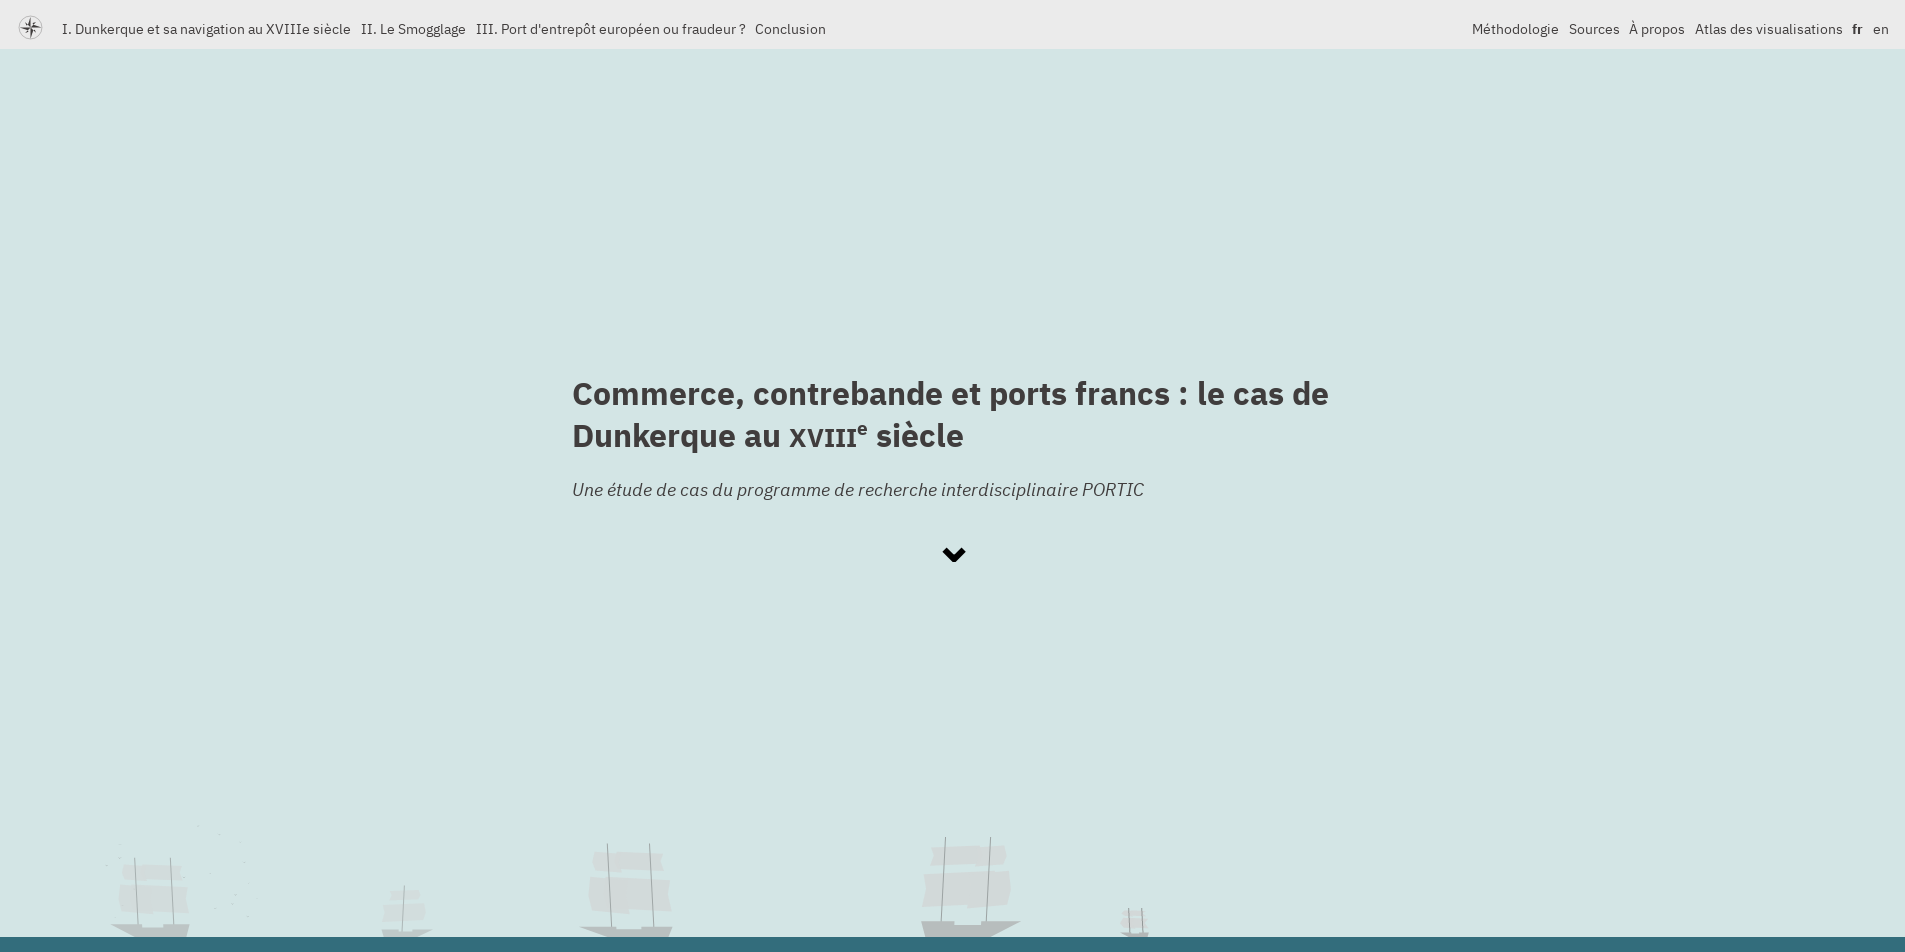 I. Dunkerque et sa navigation au XVIIIe siècle II. Le Smogglage III. Port d'entrepôt européen ou fraudeur ? Conclusion Méthodologie Sources À propos Atlas des visualisations fr en
Commerce, contrebande et ports francs : le cas de
Dunkerque au XVIIIe siècle
Une étude de cas du programme de recherche interdisciplinaire PORTIC